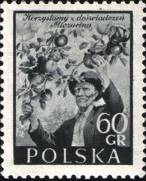 Korzystamy z doświadczeń
Miczurina
60
GR
POLSKA